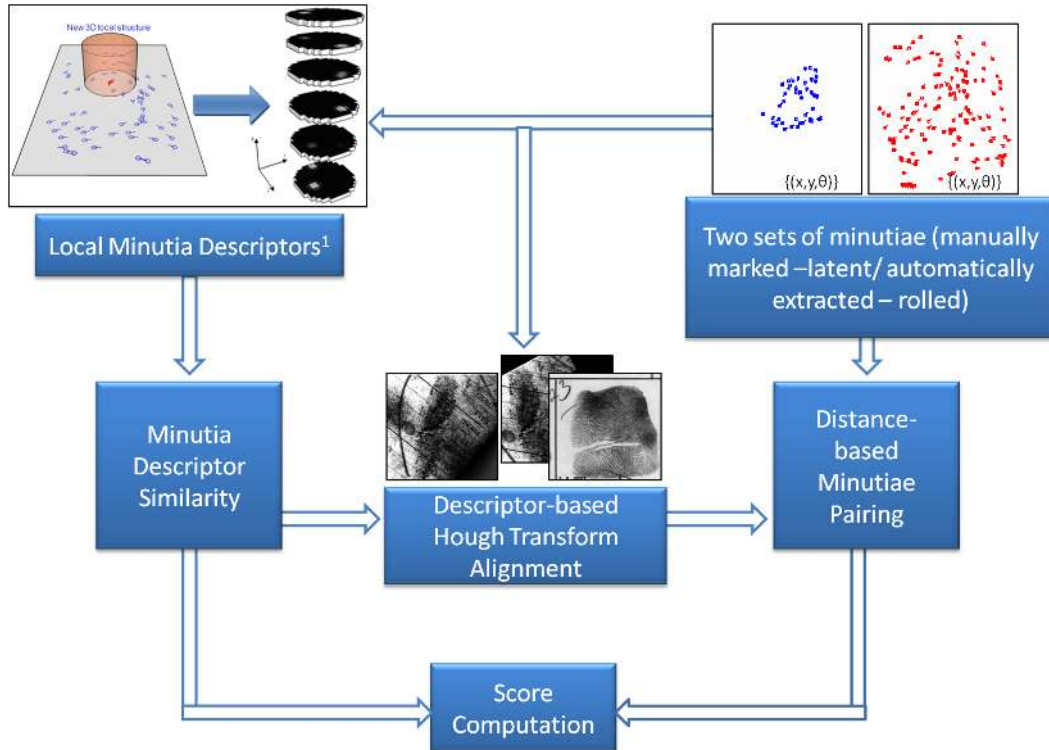 New 3D local structure
{(x,y,θ)}
{(x,y,θ)}
Local Minutia Descriptors¹
Two sets of minutiae (manually
marked –latent/ automatically
extracted – rolled)
Minutia
Descriptor
Similarity
Descriptor-based
Hough Transform
Alignment
Distance-
based
Minutiae
Pairing
Score
Computation